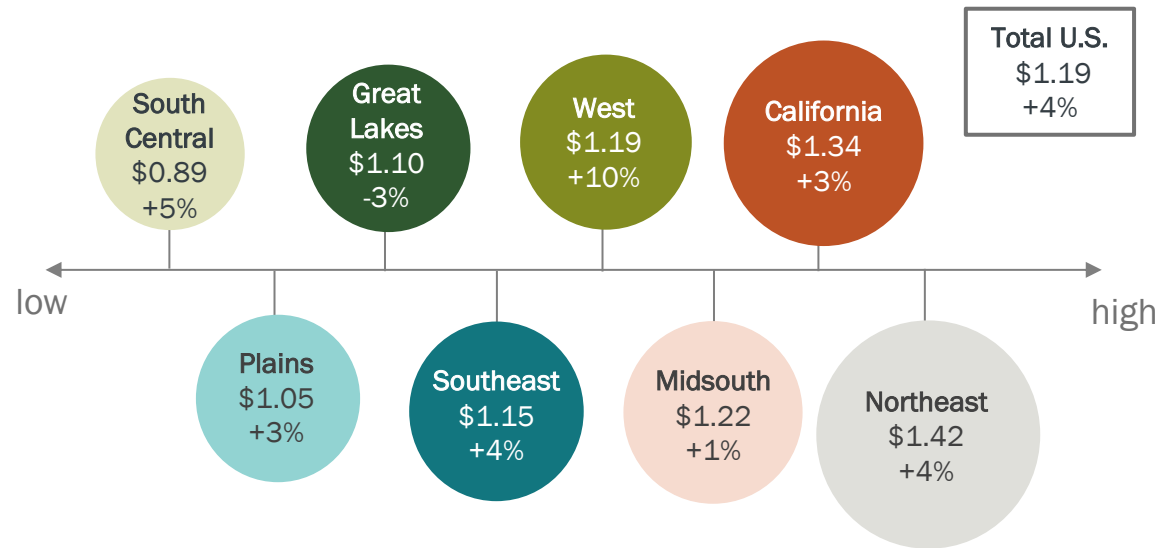 South
Central
$0.89
+5%
Great
Lakes
$1.10
-3%
West
$1.19
+10%
California
$1.34
+3%
Total U.S.
$1.19
+4%
low
high
Plains
$1.05
+3%
Southeast
$1.15
+4%
Midsouth
$1.22
+1%
Northeast
$1.42
+4%